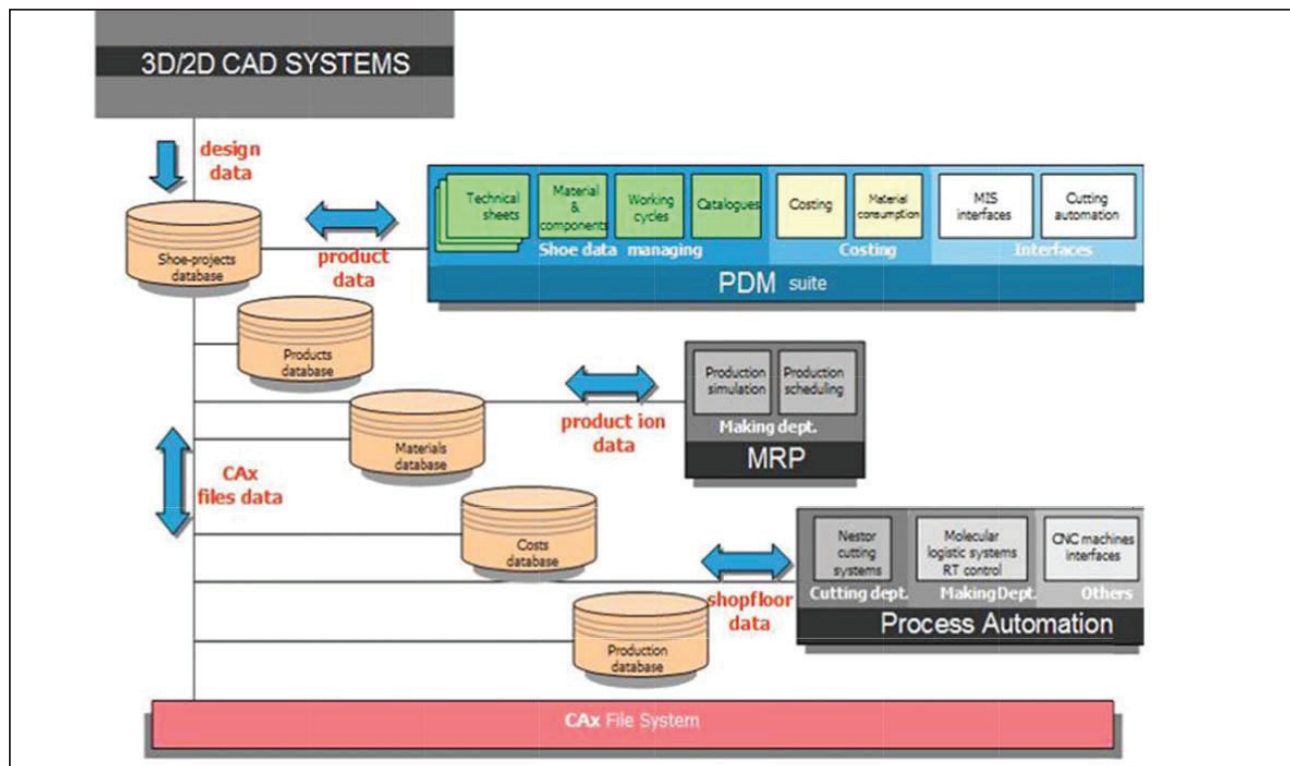 3D/2D CAD SYSTEMS
design
data
Shoe-projects
database
product
data
Technical
sheets
Material
&
components
Working
cycles
Catalogues
Shoe data managing
Costing
Material
consumption
Costing
MIS
interfaces
Cutting
automation
Interfaces
PDM suite
Products
database
Materials
database
product ion
data
Production
simulation
Production
scheduling
Making dept.
MRP
CAx
files data
Costs
database
shopfloor
data
Nestor
cutting
systems
Cutting dept.
Molecular
logistic systems
RT control
Making Dept.
CNC machines
interfaces
Others
Process Automation
Production
database
CAx File System